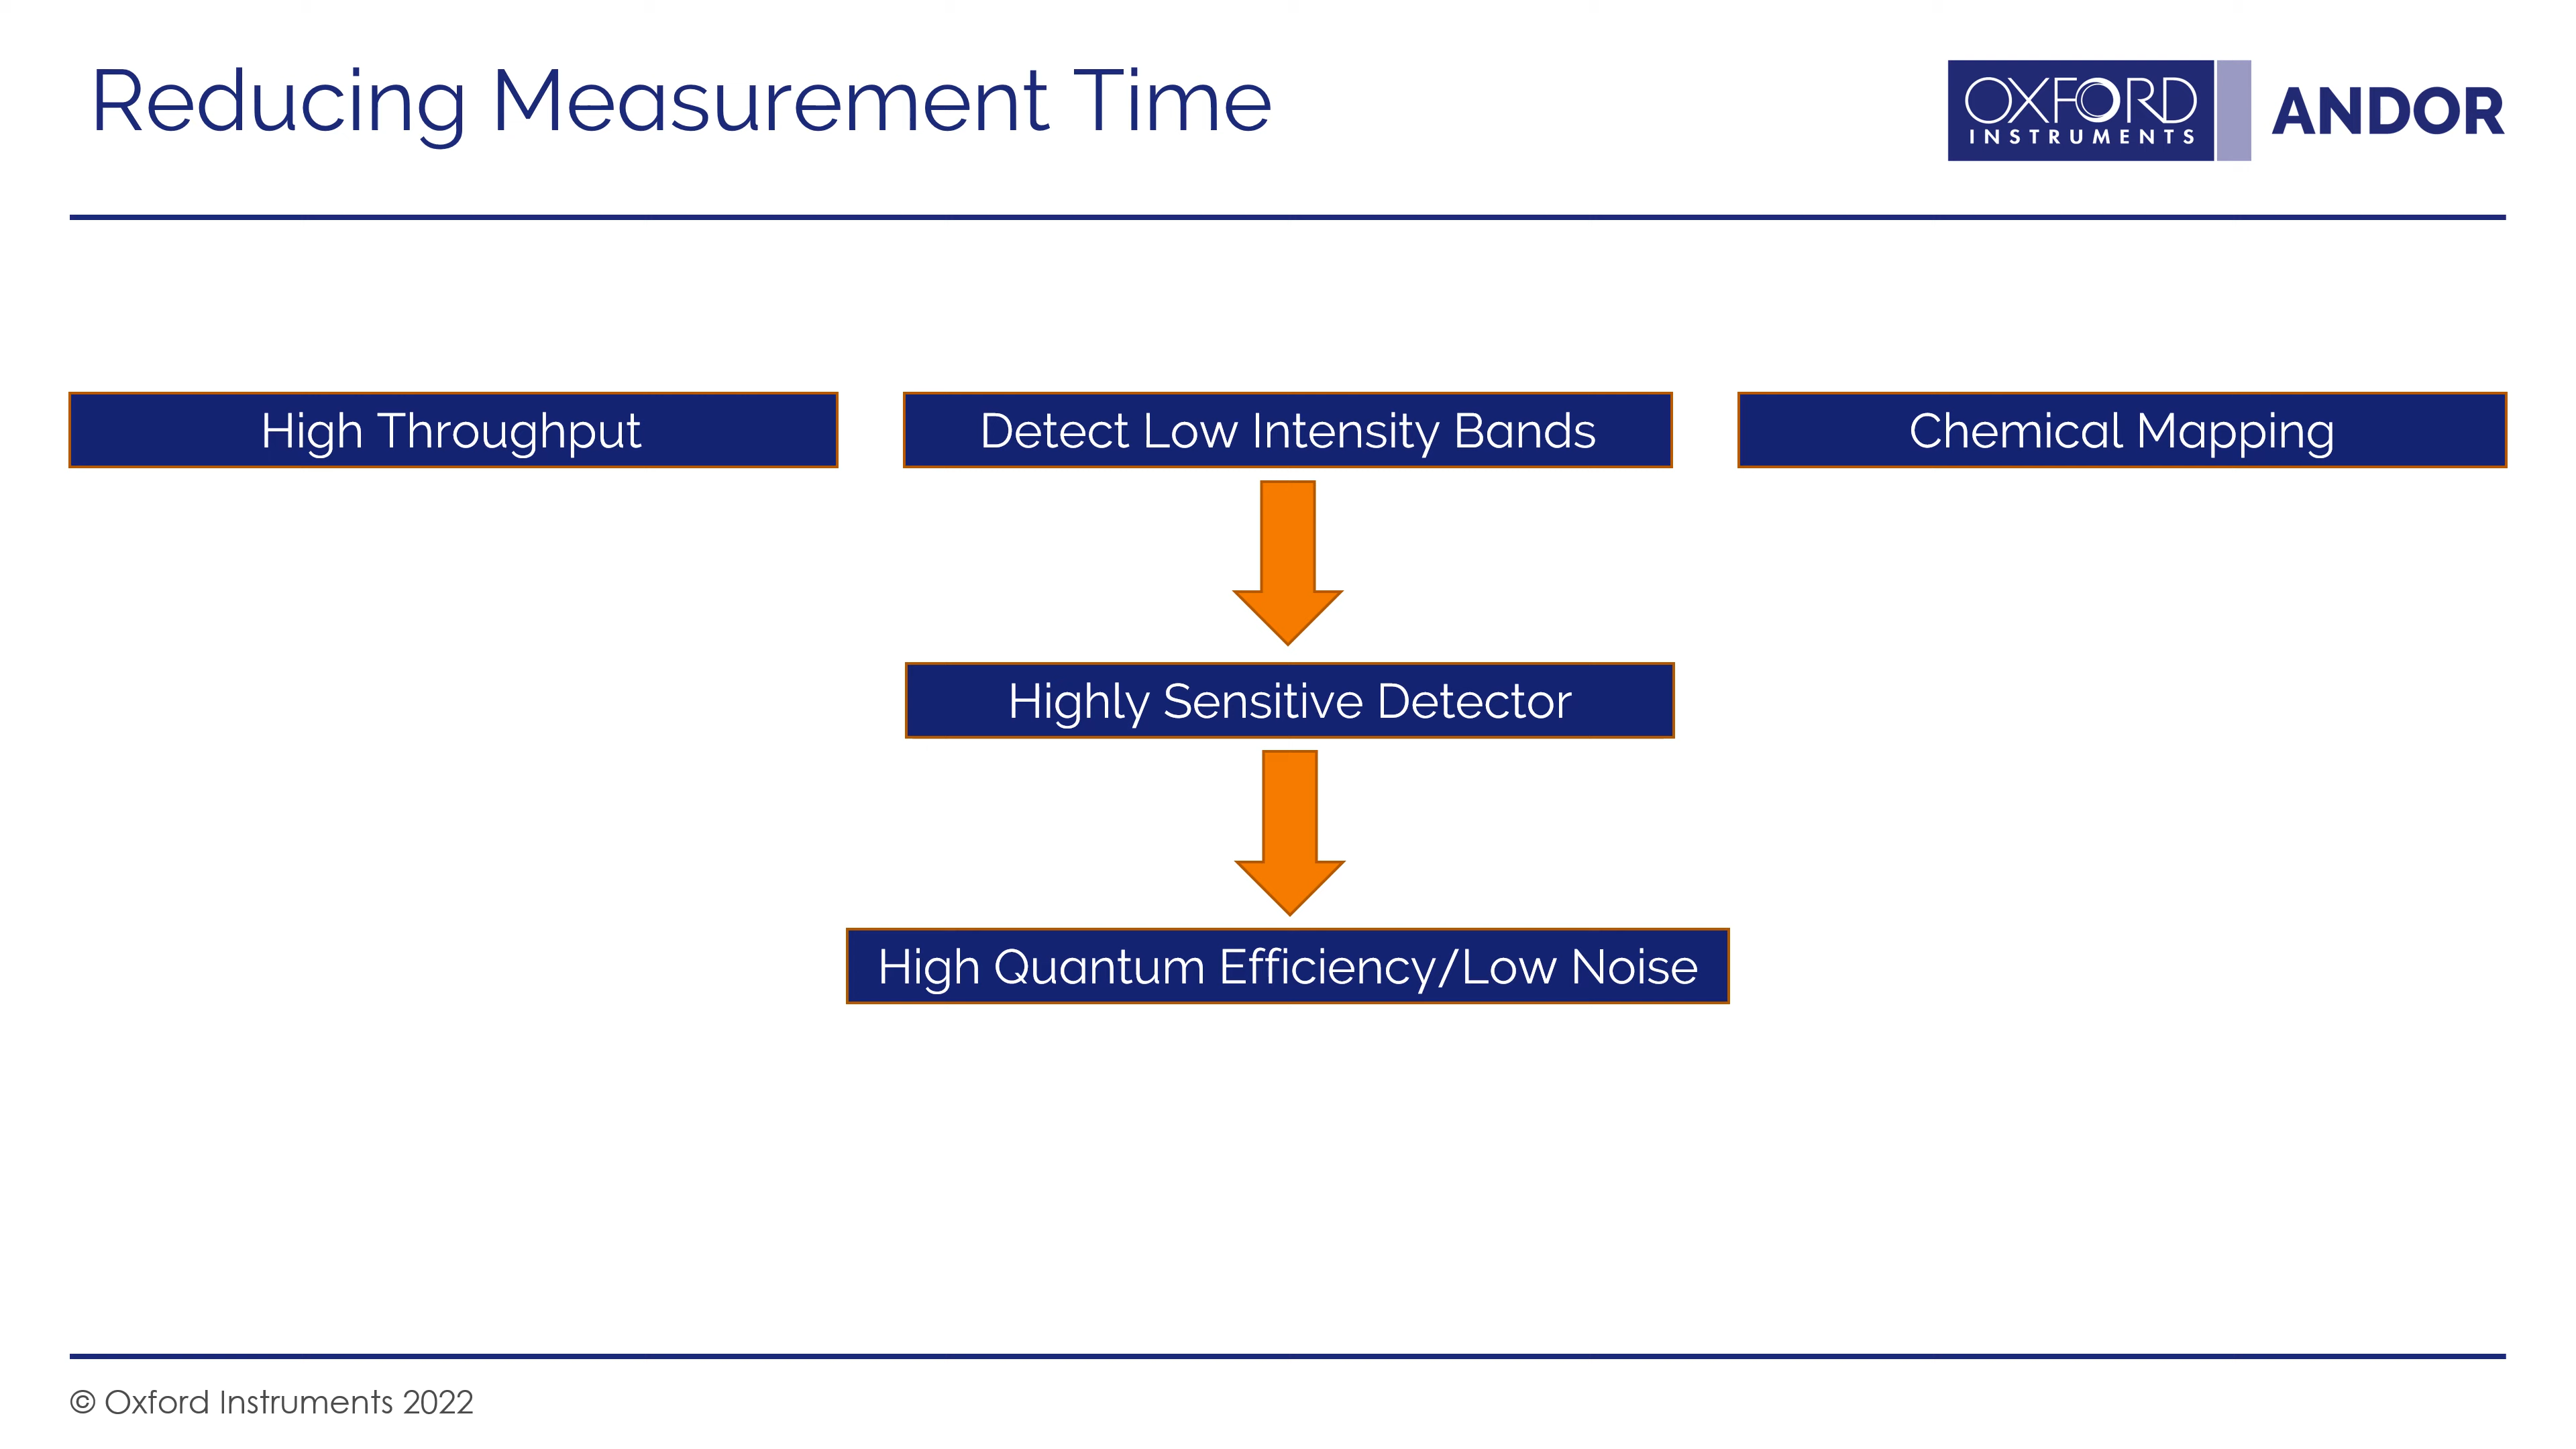 Reducing Measurement Time
OXFORD
INSTRUMENTS
ANDOR
High Throughput
Detect Low Intensity Bands
Chemical Mapping
Highly Sensitive Detector
High Quantum Efficiency/Low Noise
© Oxford Instruments 2022